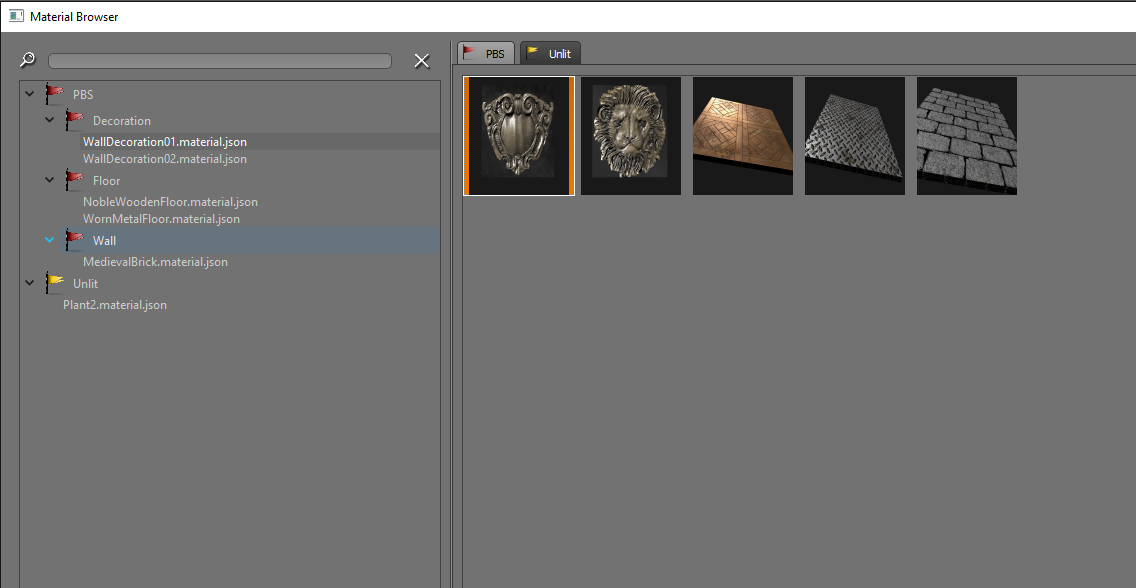 Material Browser
PBS
Decoration
WallDecoration01.material.json
WallDecoration02.material.json
Floor
NobleWoodenFloor.material.json
WornMetalFloor.material.json
Wall
MedievalBrick.material.json
Unlit
Plant2.material.json
PBS
Unlit